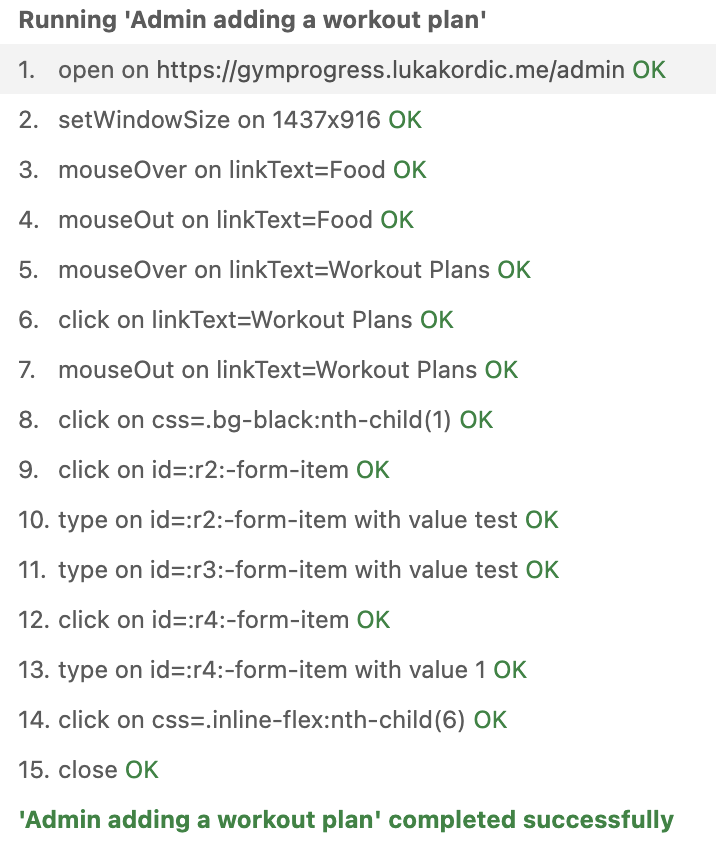 Running 'Admin adding a workout plan'
1. open on https://gymprogress.lukakordic.me/admin OK
2. setWindowSize on 1437x916 OK
3. mouseOver on linkText=Food OK
4. mouseOut on linkText=Food OK
5. mouseOver on linkText=Workout Plans OK
6. click on linkText=Workout Plans OK
7. mouseOut on linkText=Workout Plans OK
8. click on css=.bg-black:nth-child(1) OK
9. click on id=:r2:-form-item OK
10. type on id=:r2:-form-item with value test OK
11. type on id=:r3:-form-item with value test OK
12. click on id=:r4:-form-item OK
13. type on id=:r4:-form-item with value 1 OK
14. click on css=.inline-flex:nth-child(6) OK
15. close OK
'Admin adding a workout plan' completed successfully